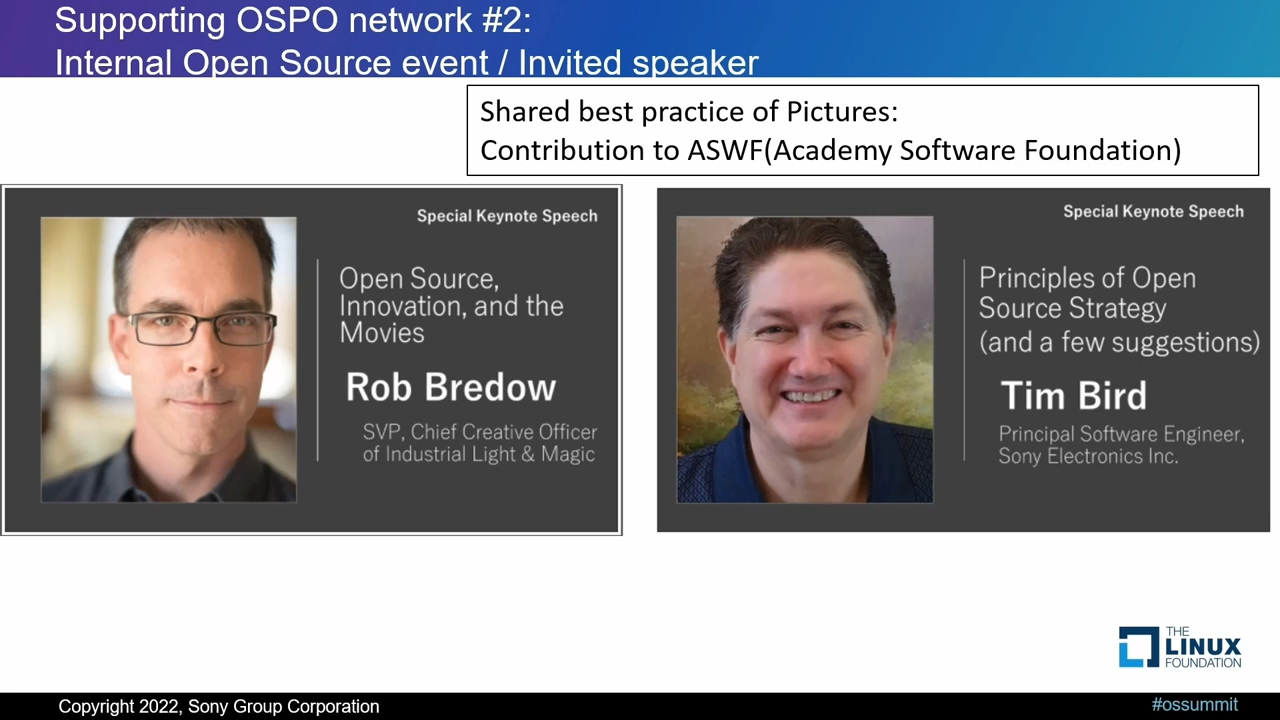 Supporting OSPO network #2:
Internal Open Source event / Invited speaker
Shared best practice of Pictures:
Contribution to ASWF(Academy Software Foundation)
Special Keynote Speech
Open Source,
Innovation, and the
Movies
Rob Bredow
SVP, Chief Creative Officer
of Industrial Light & Magic
Special Keynote Speech
Principles of Open
Source Strategy
(and a few suggestions)
Tim Bird
Principal Software Engineer,
Sony Electronics Inc.
THE
LINUX
FOUNDATION
Copyright 2022, Sony Group Corporation
#ossummit